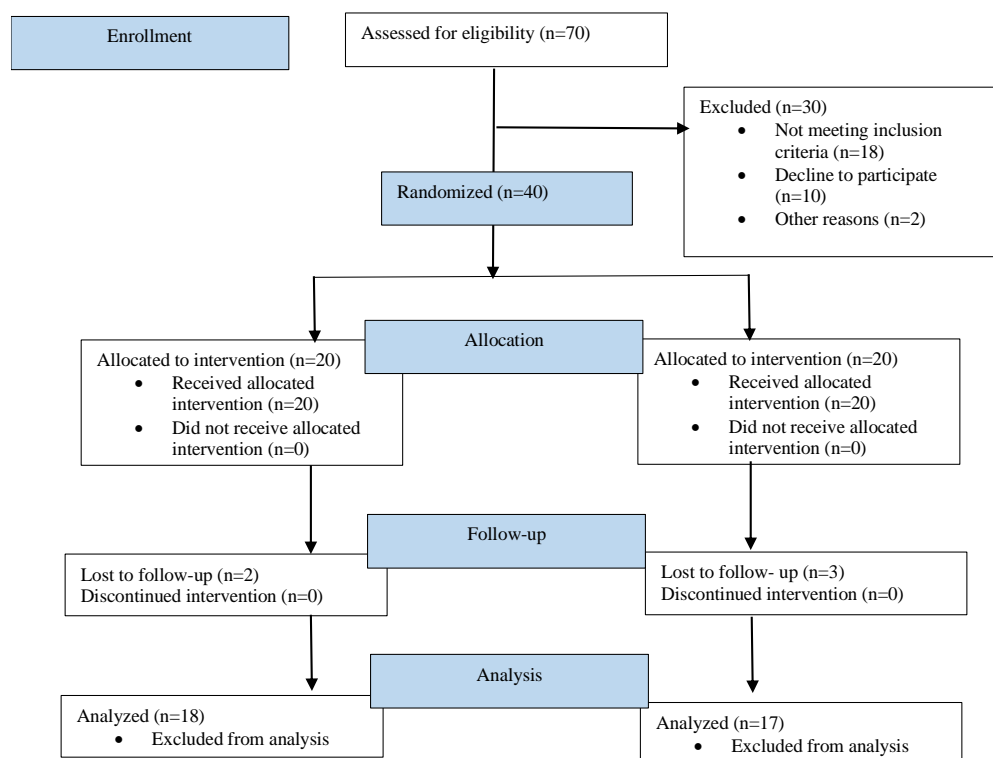 Enrollment
Assessed for eligibility (n=70)
Excluded (n=30)
• Not meeting inclusion
criteria (n=18)
• Decline to participate
(n=10)
• Other reasons (n=2)
Randomized (n=40)
Allocation
Allocated to intervention (n=20)
• Received allocated
intervention (n=20)
• Did not receive allocated
intervention (n=0)
Allocated to intervention (n=20)
• Received allocated
intervention (n=20)
• Did not receive allocated
intervention (n=0)
Follow-up
Lost to follow-up (n=2)
Discontinued intervention (n=0)
Lost to follow- up (n=3)
Discontinued intervention (n=0)
Analysis
Analyzed (n=18)
• Excluded from analysis
Analyzed (n=17)
• Excluded from analysis